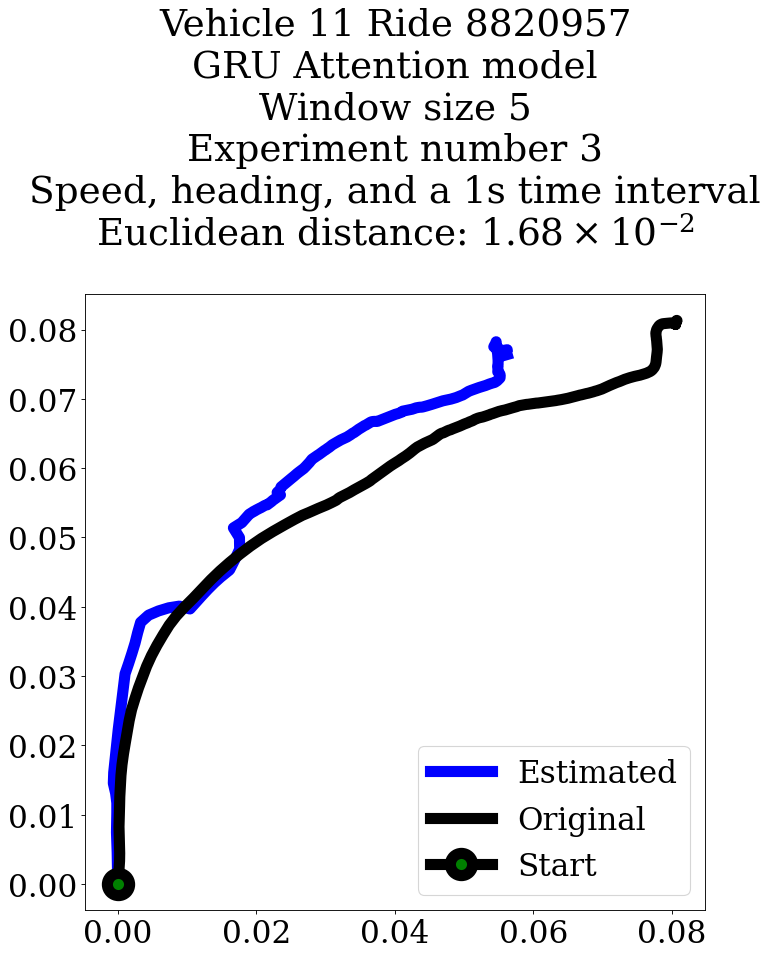 Vehicle 11 Ride 8820957
GRU Attention model
Window size 5
Experiment number 3
Speed, heading, and a 1s time interval
Euclidean distance: 1.68 × 10⁻²
0.08
0.07
0.06
0.05
0.04
0.03
0.02
0.01
0.00
Estimated
Original
Start
0.00 0.02 0.04 0.06 0.08